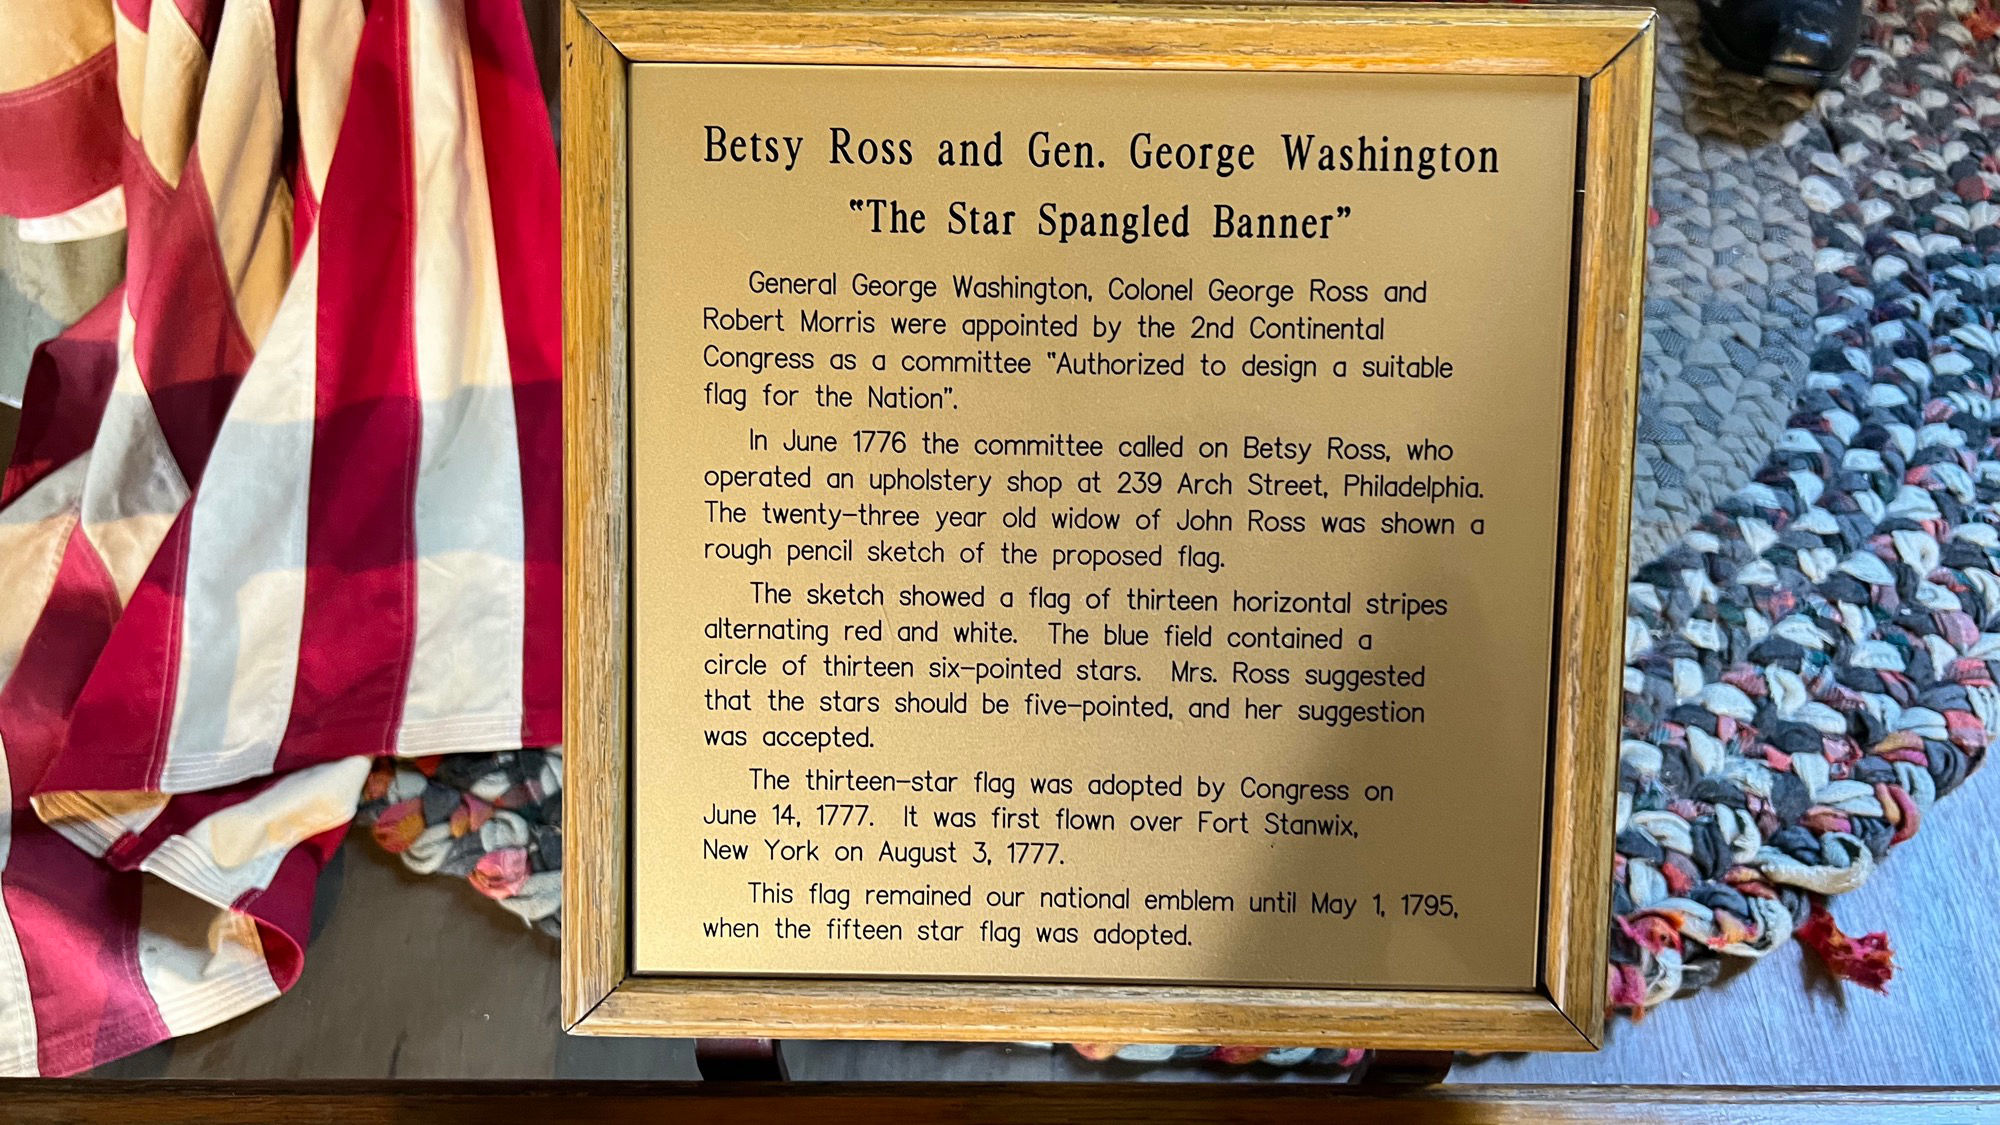 Betsy Ross and Gen. George Washington
"The Star Spangled Banner"
General George Washington, Colonel George Ross and
Robert Morris were appointed by the 2nd Continental
Congress as a committee "Authorized to design a suitable
flag for the Nation".
In June 1776 the committee called on Betsy Ross, who
operated an upholstery shop at 239 Arch Street, Philadelphia.
The twenty-three year old widow of John Ross was shown a
rough pencil sketch of the proposed flag.
The sketch showed a flag of thirteen horizontal stripes
alternating red and white. The blue field contained a
circle of thirteen six-pointed stars. Mrs. Ross suggested
that the stars should be five-pointed, and her suggestion
was accepted.
The thirteen-star flag was adopted by Congress on
June 14, 1777. It was first flown over Fort Stanwix,
New York on August 3, 1777.
This flag remained our national emblem until May 1, 1795,
when the fifteen star flag was adopted.